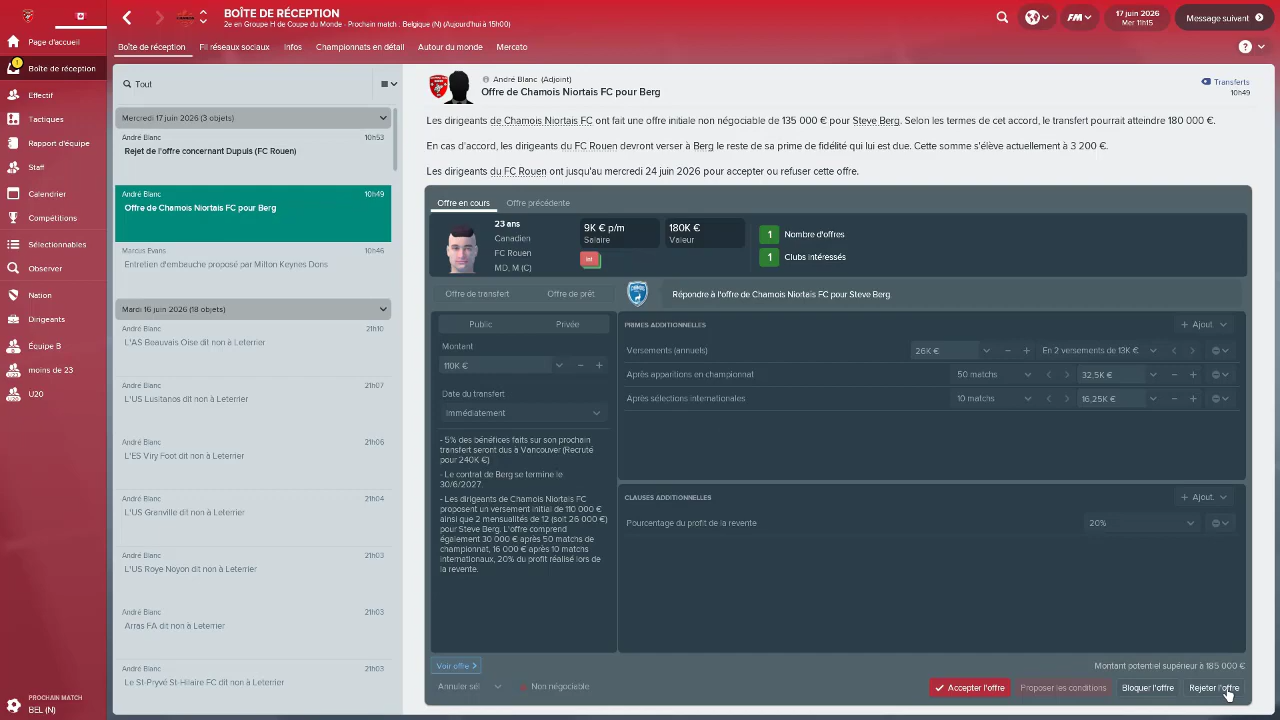 BOÎTE DE RÉCEPTION
2e en Groupe H de Coupe du Monde - Prochain match : Belgique (N) (Aujourd'hui à 15h00)
FM
17 juin 2026
Mer 11h15
Message suivant
Boîte de réception
Fil réseaux sociaux
Infos
Championnats en détail
Autour du monde
Mercato
?
Page d'accueil
1
Boîte de réception
Effectif
Tactiques
Rapport d'équipe
Staff
Calendrier
Compétitions
Sélectionnables
Observer
Nation
Dirigeants
Équipe B
moins de 23
U20
PROCHAIN MATCH
BEL (N)
Tout
Mercredi 17 juin 2026 (3 objets)
André Blanc 10h53
Rejet de l'offre concernant Dupuis (FC Rouen)
André Blanc 10h49
Offre de Chamois Niortais FC pour Berg
Marcus Evans 10h46
Entretien d'embauche proposé par Milton Keynes Dons
Mardi 16 juin 2026 (18 objets)
André Blanc 21h10
L'AS Beauvais Oise dit non à Leterrier
André Blanc 21h07
L'US Lusitanos dit non à Leterrier
André Blanc 21h06
L'ES Viry Foot dit non à Leterrier
André Blanc 21h04
L'US Granville dit non à Leterrier
André Blanc 21h03
L'US Roye Noyon dit non à Leterrier
André Blanc 21h03
Arras FA dit non à Leterrier
André Blanc 21h03
Le St-Pryvé St-Hilaire FC dit non à Leterrier
André Blanc (Adjoint)
Offre de Chamois Niortais FC pour Berg
Transferts
10h49
Les dirigeants de Chamois Niortais FC ont fait une offre initiale non négociable de 135 000 € pour Steve Berg. Selon les termes de cet accord, le transfert pourrait atteindre 180 000 €.
En cas d'accord, les dirigeants du FC Rouen devront verser à Berg le reste de sa prime de fidélité qui lui est due. Cette somme s'élève actuellement à 3 200 €.
Les dirigeants du FC Rouen ont jusqu'au mercredi 24 juin 2026 pour accepter ou refuser cette offre.
Offre en cours
Offre précédente
23 ans
Canadien
FC Rouen
MD, M (C)
9K € p/m
Salaire
180K €
Valeur
Int
1 Nombre d'offres
1 Clubs intéressés
Offre de transfert
Offre de prêt
Répondre à l'offre de Chamois Niortais FC pour Steve Berg
Public
Privée
Montant
110K €
Date du transfert
Immédiatement
- 5% des bénéfices faits sur son prochain
transfert seront dus à Vancouver (Recruté
pour 240K €)
- Le contrat de Berg se termine le
30/6/2027.
- Les dirigeants de Chamois Niortais FC
proposent un versement initial de 110 000 €
ainsi que 2 mensualités de 12 (soit 26 000 €)
pour Steve Berg. L'offre comprend
également 30 000 € après 50 matchs de
championnat, 16 000 € après 10 matchs
internationaux, 20% du profit réalisé lors de
la revente.
PRIMES ADDITIONNELLES
Ajout
Versements (annuels) 26K € En 2 versements de 13K €
Après apparitions en championnat 50 matchs 32.5K €
Après sélections internationales 10 matchs 16.25K €
CLAUSES ADDITIONNELLES
Ajout.
Pourcentage du profit de la revente 20%
Voir offre
Montant potentiel supérieur à 185 000 €
Annuler sél
Non négociable
Accepter l'offre
Proposer les conditions
Bloquer l'offre
Rejeter l'offre